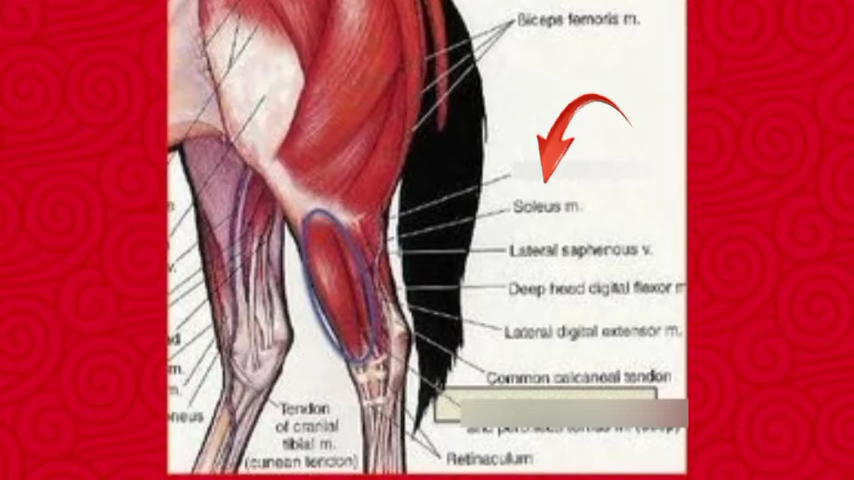 Biceps femoris m.
Soleus m.
Lateral saphenous v.
Deep head digital flexor m
Lateral digital extensor m.
Common calcaneal tendon
Tendon
of cranial
tibial m.
(cunean tendon)
Retinaculum
v.
m.
m.